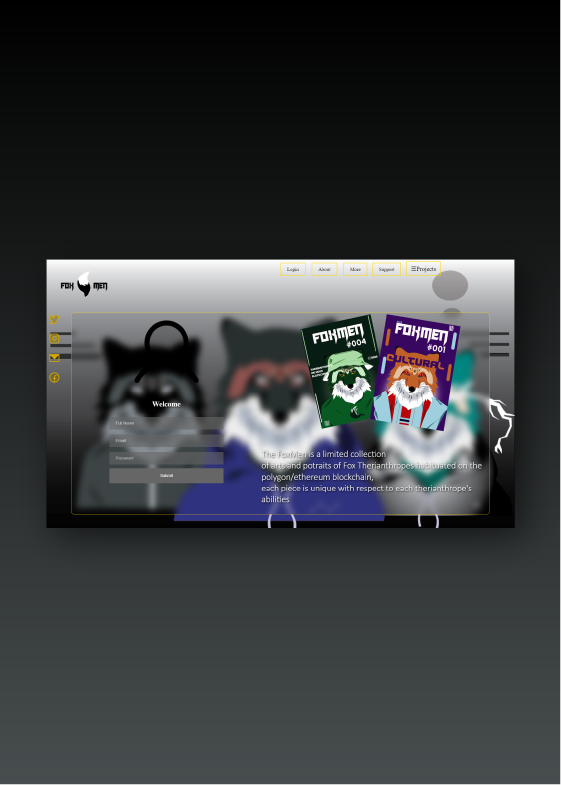 Login
About
More
Support
☰Projects
FOX MEN
FOXMEN
#004
FOXMEN
#001
CULTURAL
Welcome
Full Name
Email
Password
Submit
The FoxMen is a limited collection
of arts and potraits of Fox Therianthropes
on the
polygon/ethereum blockchain,
each piece is unique with respect to each therianthrope's
abilities